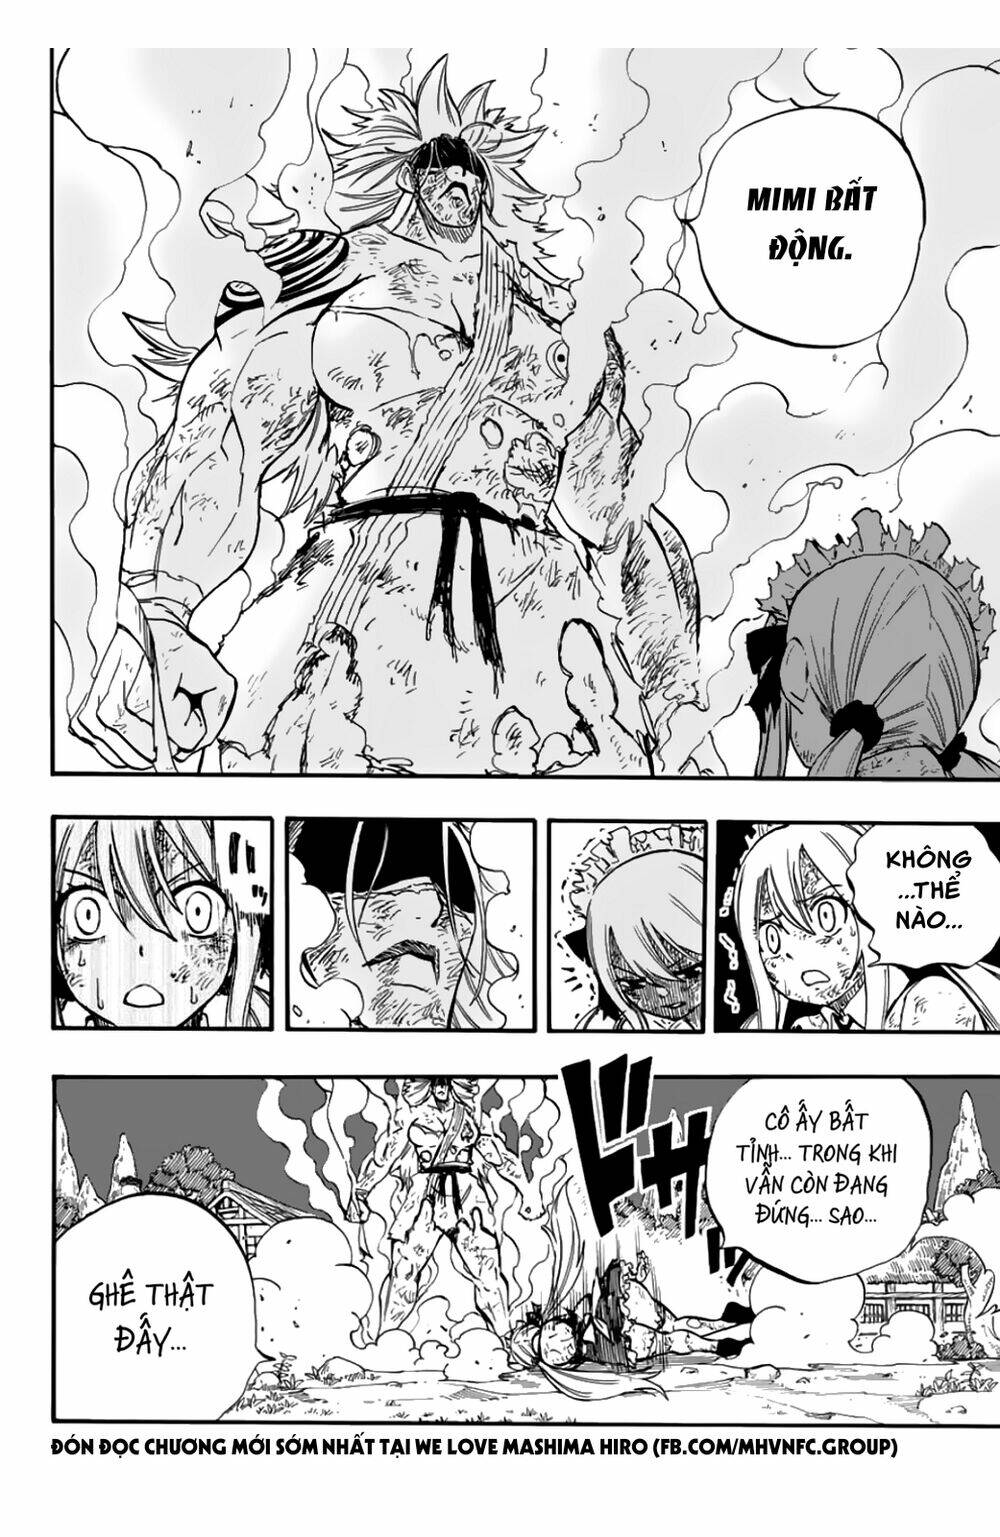 MIMI BẤT
ĐỘNG.
KHÔNG
...THỂ
NÀO...
CÔ ẤY BẤT
TỈNH... TRONG KHI
VẪN CÒN ĐANG
ĐỨNG... SAO...
GHÊ THẬT
ĐẤY...
ĐÓN ĐỌC CHƯƠNG MỚI SỚM NHẤT TẠI WE LOVE MASHIMA HIRO (FB.COM/MHVNFC.GROUP)